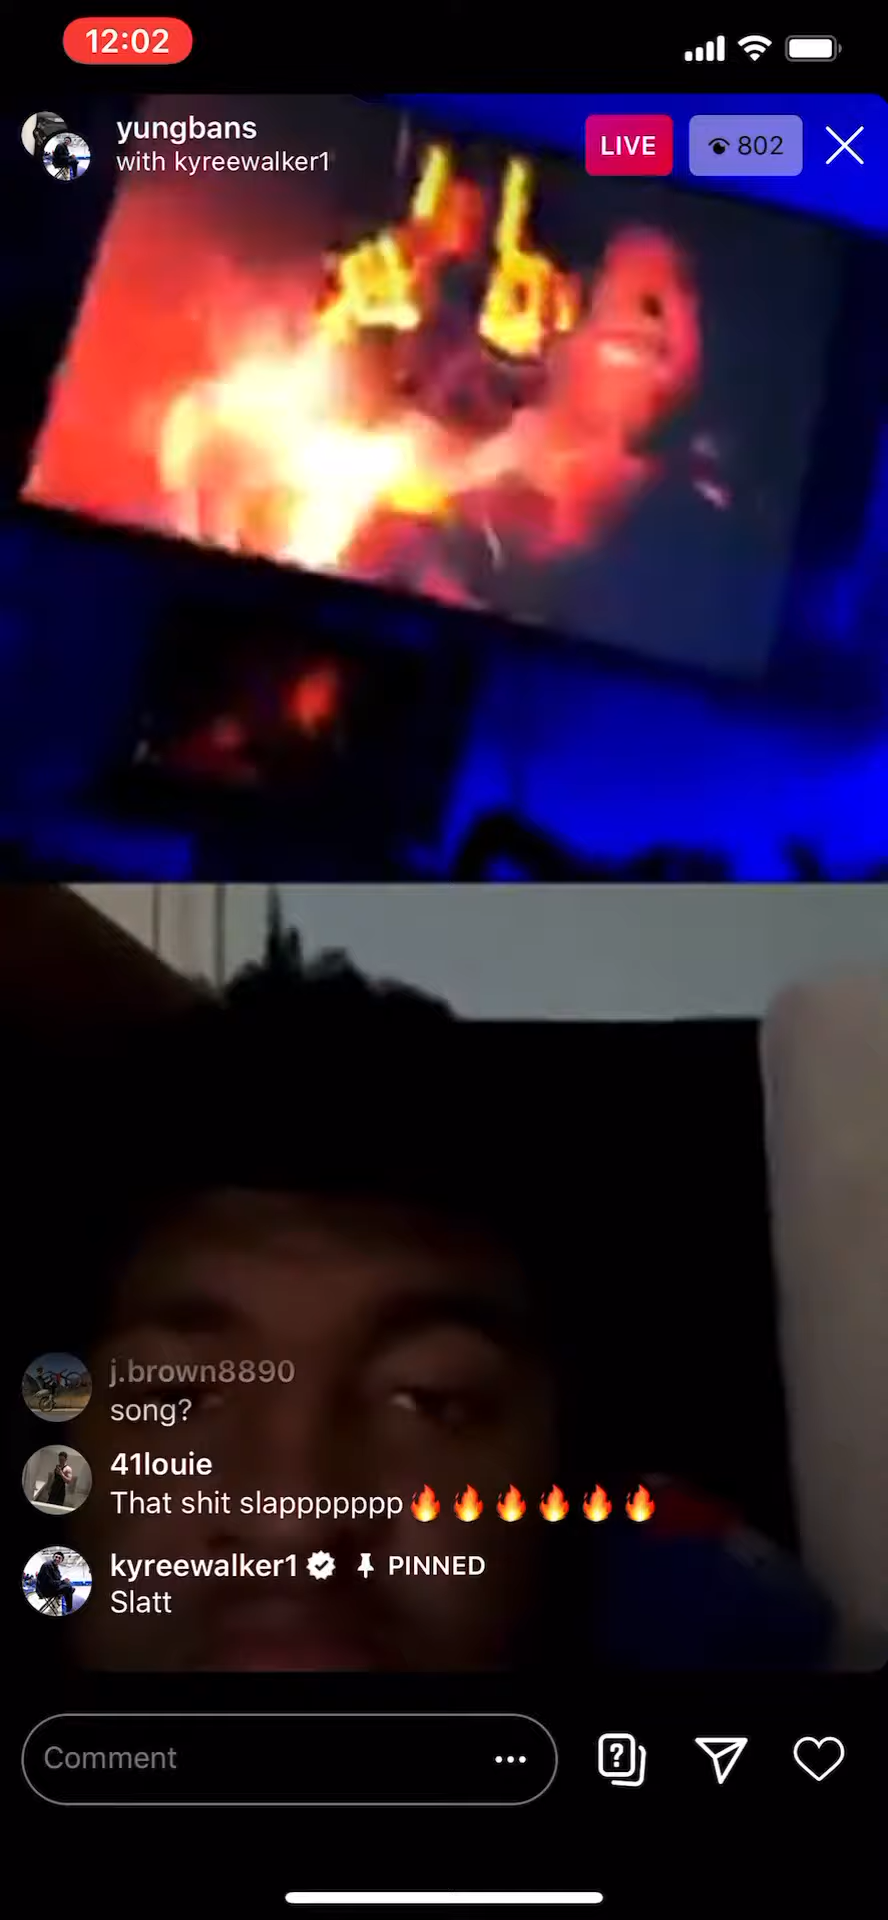 12:02
yungbans
with kyreewalker1
LIVE
802
j.brown8890
song?
41louie
That shit slappppppp🔥🔥🔥🔥🔥🔥
kyreewalker1 PINNED
Slatt
Comment